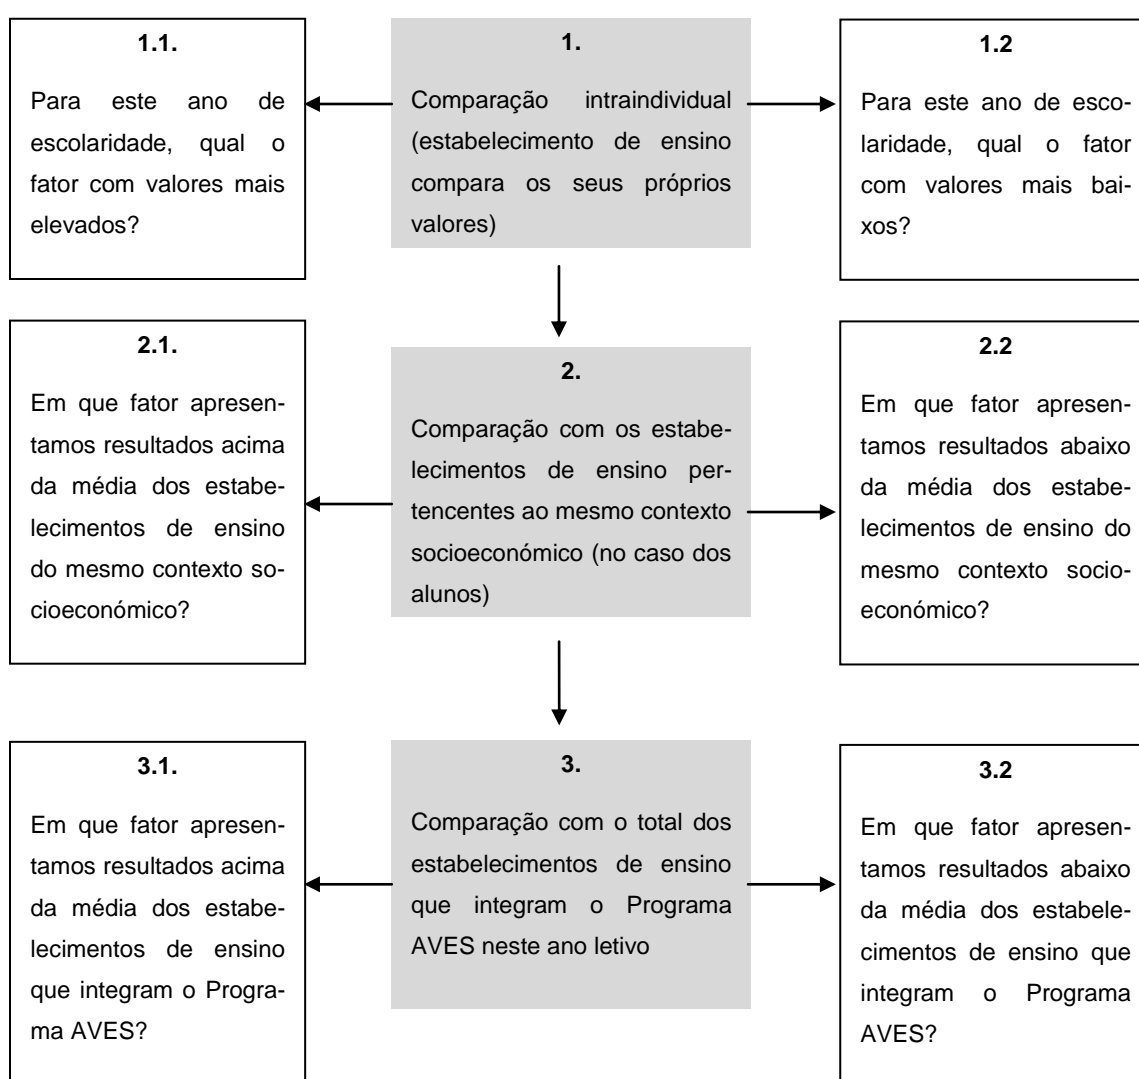 1.1.
Para este ano de
escolaridade, qual o
fator com valores mais
elevados?
1.
Comparação intraindividual
(estabelecimento de ensino
compara os seus próprios
valores)
1.2
Para este ano de esco-
laridade, qual o fator
com valores mais bai-
xos?
2.1.
Em que fator apresen-
tamos resultados acima
da média dos estabe-
lecimentos de ensino
do mesmo contexto so-
cioeconómico?
2.
Comparação com os estabe-
lecimentos de ensino per-
tencentes ao mesmo contexto
socioeconómico (no caso dos
alunos)
2.2
Em que fator apresen-
tamos resultados abaixo
da média dos estabe-
lecimentos de ensino do
mesmo contexto socio-
económico?
3.1.
Em que fator apresen-
tamos resultados acima
da média dos estabe-
lecimentos de ensino
que integram o Progra-
ma AVES?
3.
Comparação com o total dos
estabelecimentos de ensino
que integram o Programa
AVES neste ano letivo
3.2
Em que fator apresen-
tamos resultados abaixo
da média dos estabele-
cimentos de ensino que
integram o Programa
AVES?